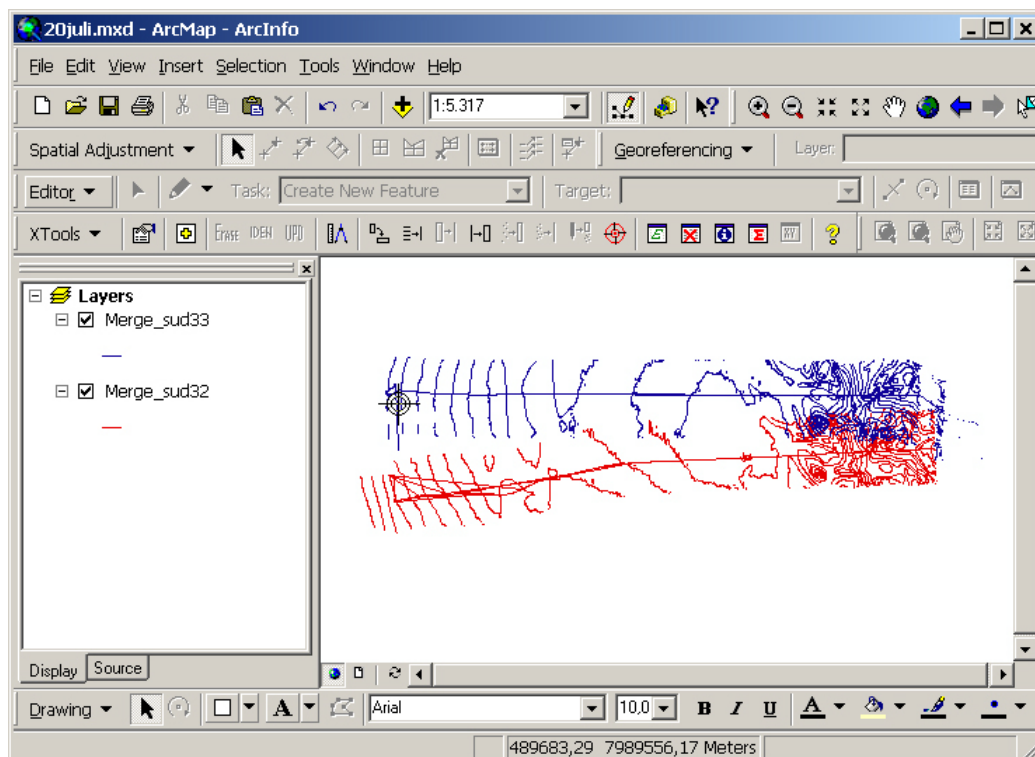 20juli.mxd - ArcMap - ArcInfo
File Edit View Insert Selection Tools Window Help
1:5.317
Spatial Adjustment Georeferencing Layer:
Editor Task: Create New Feature Target:
XTools ERASE IDEN UPD XY
Layers
Merge_sud33
Merge_sud32
Display Source
Drawing A Arial 10,0 B I U A
489683,29 7989556,17 Meters